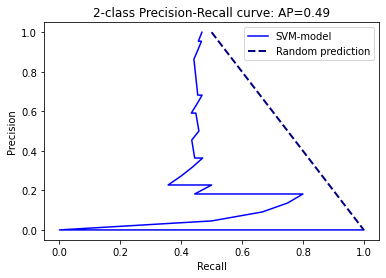 2-class Precision-Recall curve: AP=0.49
SVM-model
Random prediction
Precision
1.0
0.8
0.6
0.4
0.2
0.0
0.0 0.2 0.4 0.6 0.8 1.0
Recall